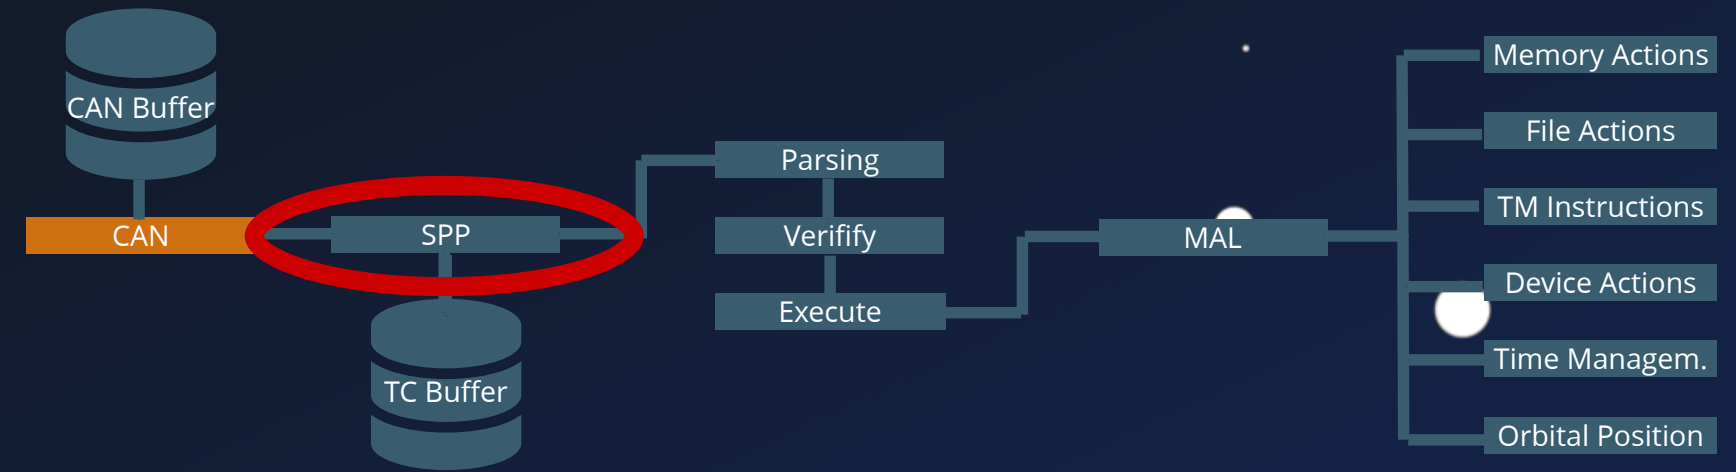 CAN Buffer
CAN
SPP
TC Buffer
Parsing
Verifify
Execute
MAL
Memory Actions
File Actions
TM Instructions
Device Actions
Time Managem.
Orbital Position